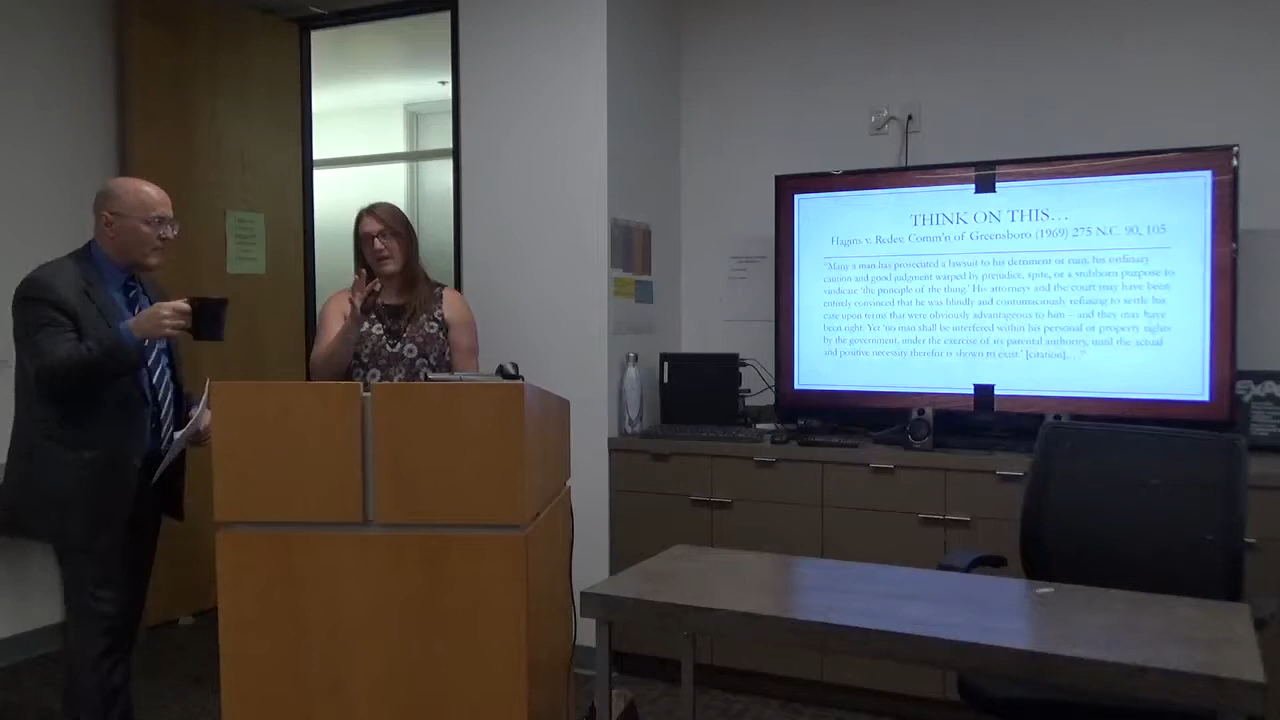 THINK ON THIS…
Hagins v. Redev. Comm'n of Greensboro (1969) 275 N.C. 90, 105
"Many a man has prosecuted a lawsuit to his detriment or ruin, his ordinary
caution and good judgment warped by prejudice, spite, or a stubborn purpose to
vindicate 'the principle of the thing.' His attorneys and the court may have been
entirely convinced that he was blindly and contumaciously refusing to settle his
case upon terms that were obviously advantageous to him – and they may have
been right. Yet 'no man shall be interfered within his personal or property rights
by the government, under the exercise of its parental authority, until the actual
and positive necessity therefor is shown to exist.' [citation]. . ."